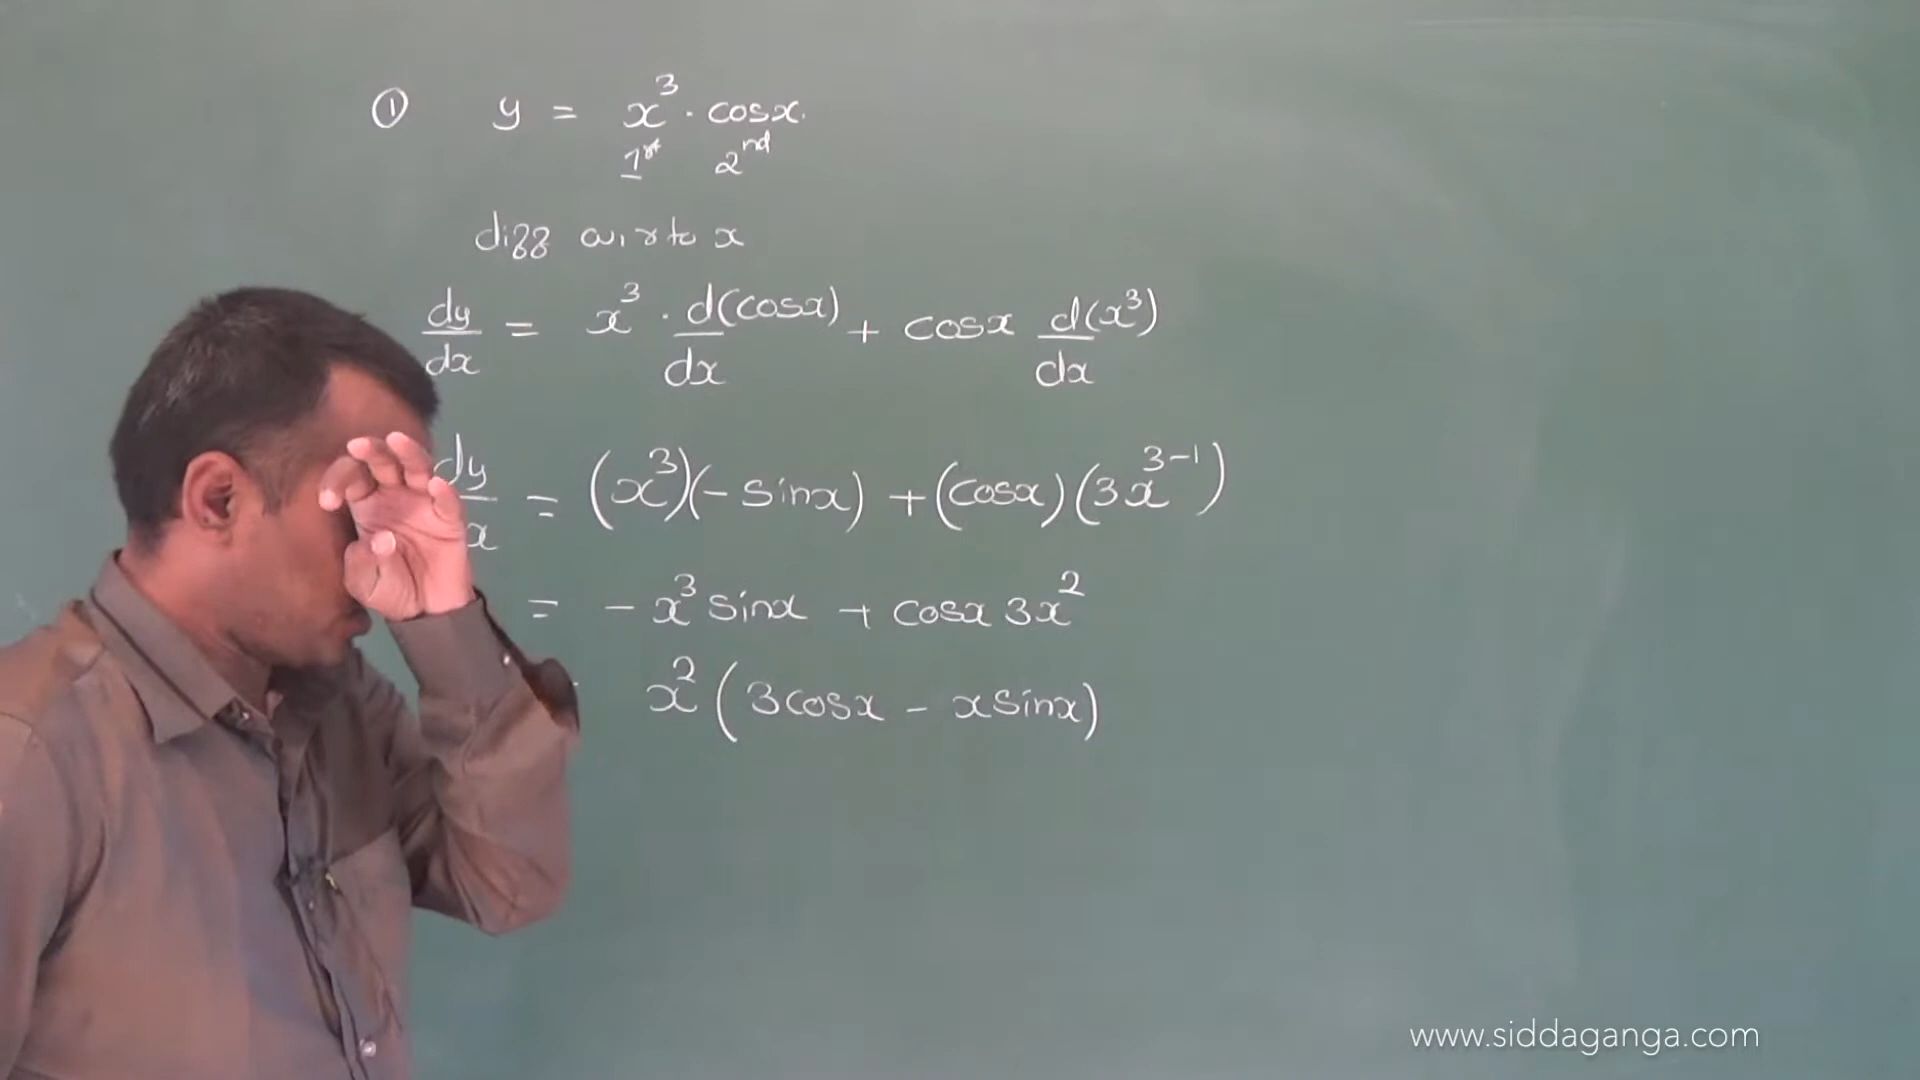 ① y = x³ · cosx.
1st 2nd
diff w.r.to x
dy/dx = x³ · d(cosx)/dx + cosx d(x³)/dx
dy/x = (x³)(-sinx) + (cosx)(3x³⁻¹)
= -x³ sinx + cosx 3x²
x² (3cosx - xsinx)
www.siddaganga.com